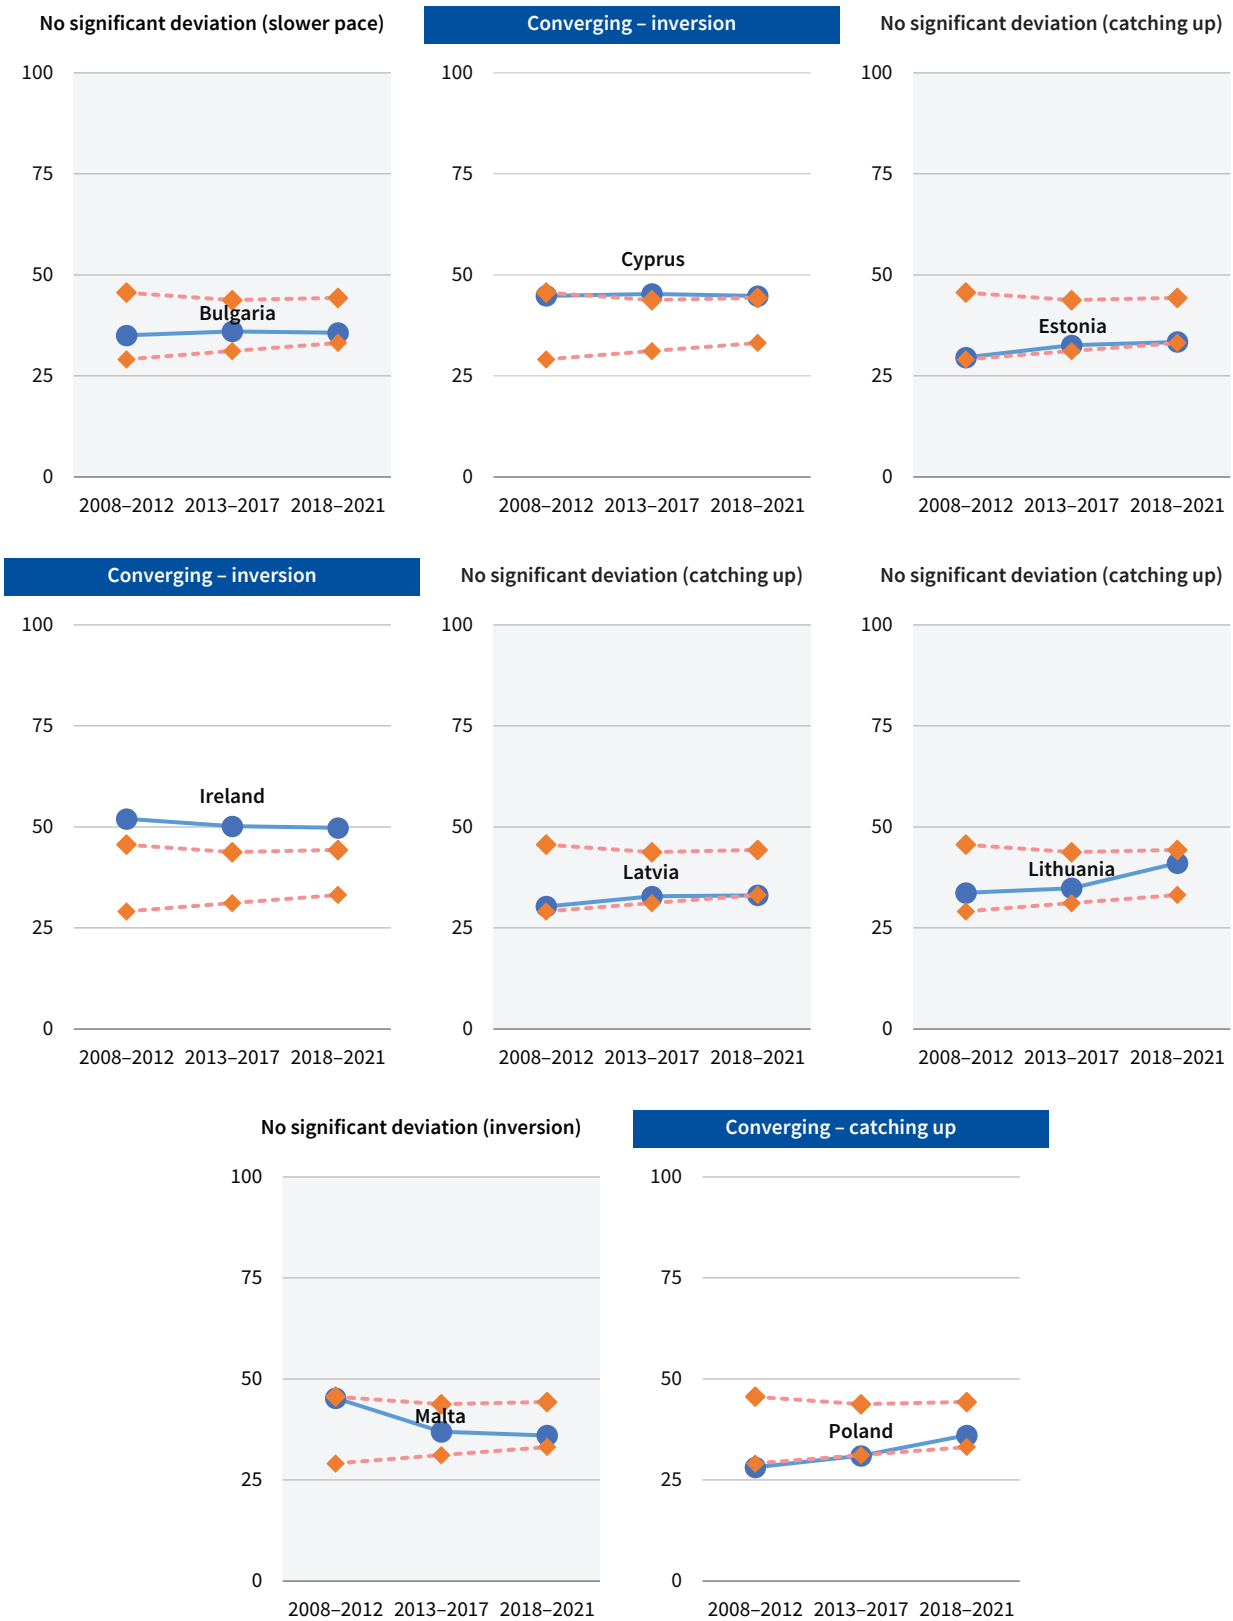 No significant deviation (slower pace)
100
75
50
25
0
Bulgaria
2008–2012 2013–2017 2018–2021
Converging – inversion
100
75
50
25
0
Cyprus
2008–2012 2013–2017 2018–2021
No significant deviation (catching up)
100
75
50
25
0
Estonia
2008–2012 2013–2017 2018–2021
Converging – inversion
100
75
50
25
0
Ireland
2008–2012 2013–2017 2018–2021
No significant deviation (catching up)
100
75
50
25
0
Latvia
2008–2012 2013–2017 2018–2021
No significant deviation (catching up)
100
75
50
25
0
Lithuania
2008–2012 2013–2017 2018–2021
No significant deviation (inversion)
100
75
50
25
0
Malta
2008–2012 2013–2017 2018–2021
Converging – catching up
100
75
50
25
0
Poland
2008–2012 2013–2017 2018–2021